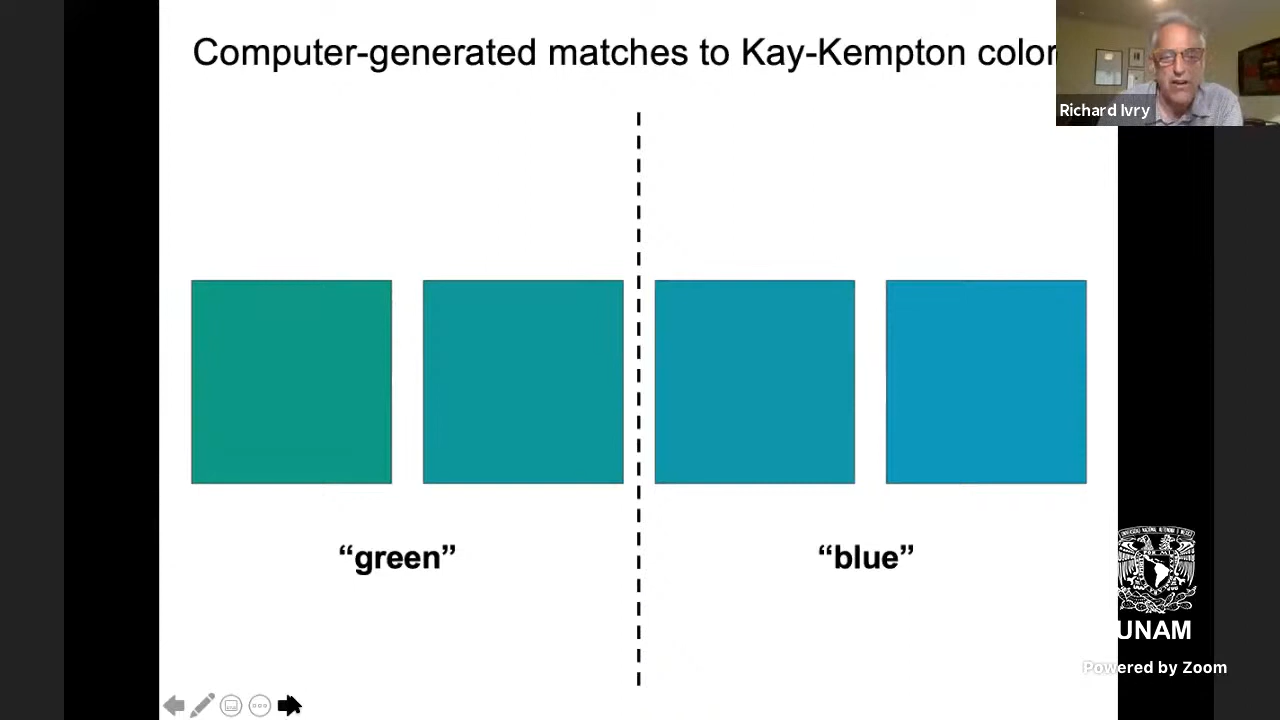 Computer-generated matches to Kay-Kempton color
Richard Ivry
“green”
“blue”
UNAM
Powered by Zoom